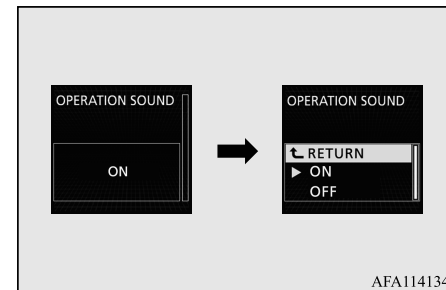 OPERATION SOUND
ON
OPERATION SOUND
RETURN
ON
OFF
AFA114134